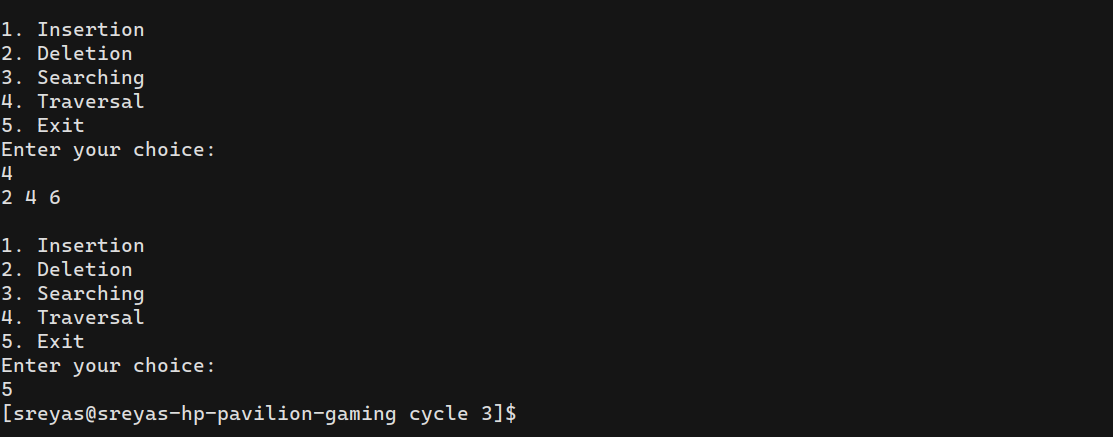 1. Insertion
2. Deletion
3. Searching
4. Traversal
5. Exit
Enter your choice:
4
2 4 6
1. Insertion
2. Deletion
3. Searching
4. Traversal
5. Exit
Enter your choice:
5
[sreyas@sreyas-hp-pavilion-gaming cycle 3]$